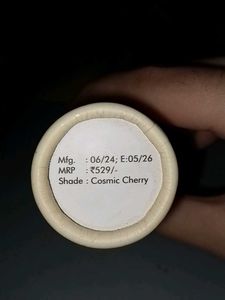 Mfg. : 06/24; E:05/26
MRP : ₹529/-
Shade : Cosmic Cherry